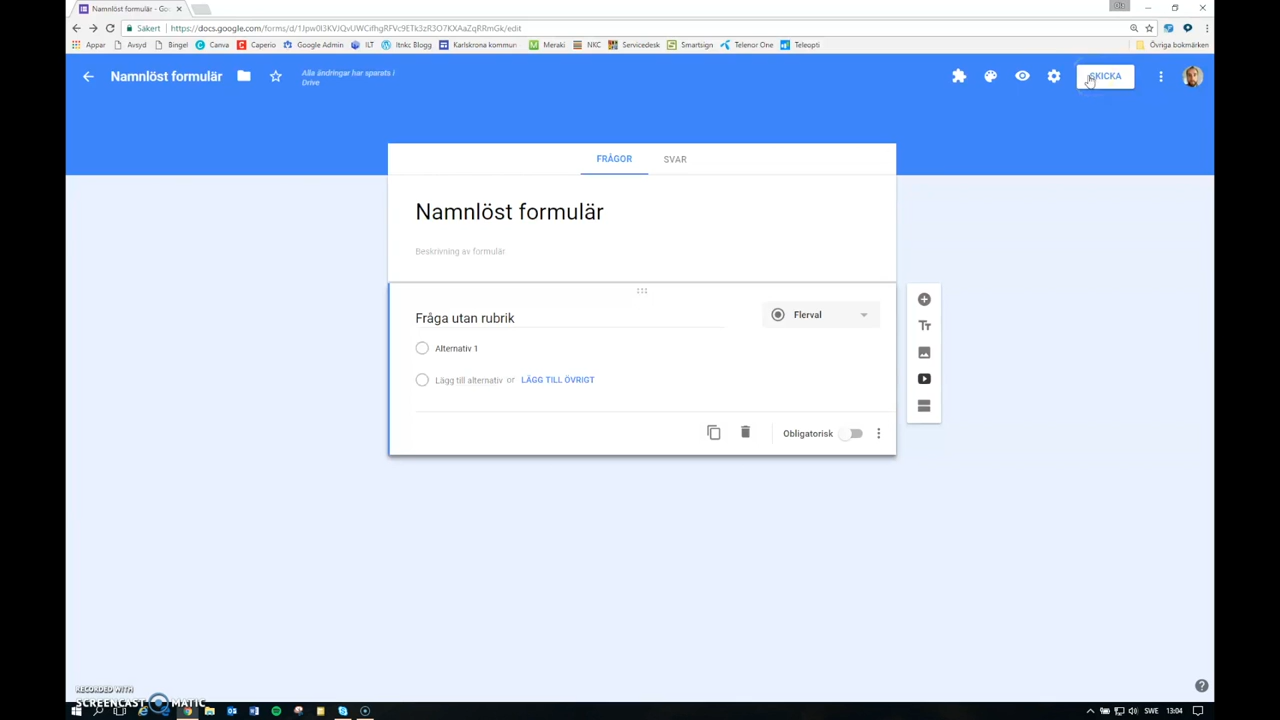 Namnlöst formulär - Goo
Säkert | https://docs.google.com/forms/d/1Jpw0I3KVJQvUWCifhgRFVc9ETk3zR3O7KXAaZqRRmGk/edit
Appar Avsyd Bingel Canva Caperio Google Admin ILT Itnkc Blogg Karlskrona kommun Meraki NKC Servicedesk Smartsign Telenor One Teleopti Övriga bokmärken
Namnlöst formulär
Alla ändringar har sparats i
Drive
SKICKA
FRÅGOR SVAR
Namnlöst formulär
Beskrivning av formulär
Fråga utan rubrik
Flerval
Alternativ 1
Lägg till alternativ or LÄGG TILL ÖVRIGT
Obligatorisk
RECORDED WITH
SCREENCAST MATIC
SWE 13:04